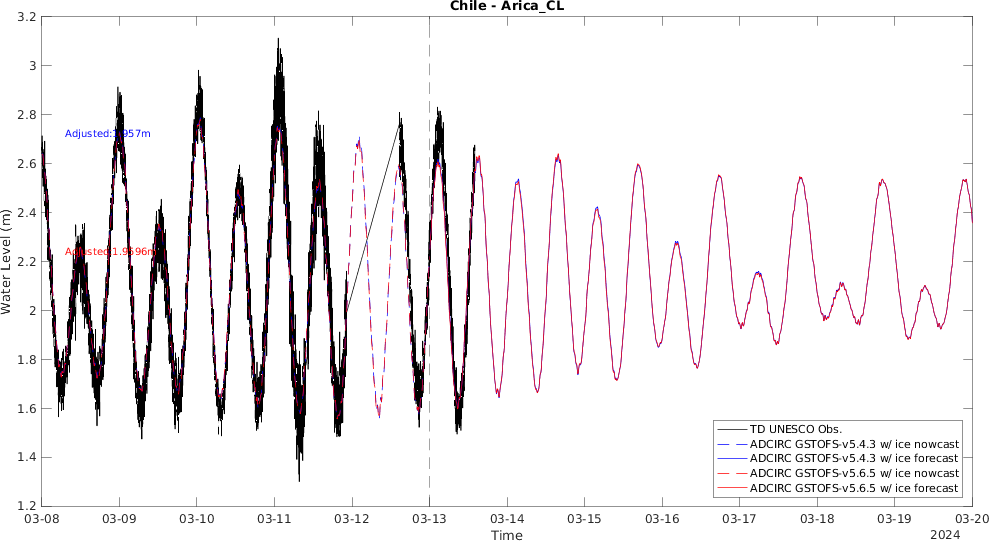 Chile - Arica_CL
3.2
3
2.8
2.6
2.4
2.2
2
1.8
1.6
1.4
1.2
Water Level (m)
Adjusted:1.957m
Adjusted:1.9596m
TD UNESCO Obs.
ADCIRC GSTOFS-v5.4.3 w/ ice nowcast
ADCIRC GSTOFS-v5.4.3 w/ ice forecast
ADCIRC GSTOFS-v5.6.5 w/ ice nowcast
ADCIRC GSTOFS-v5.6.5 w/ ice forecast
03-08 03-09 03-10 03-11 03-12 03-13 03-14 03-15 03-16 03-17 03-18 03-19 03-20
Time
2024